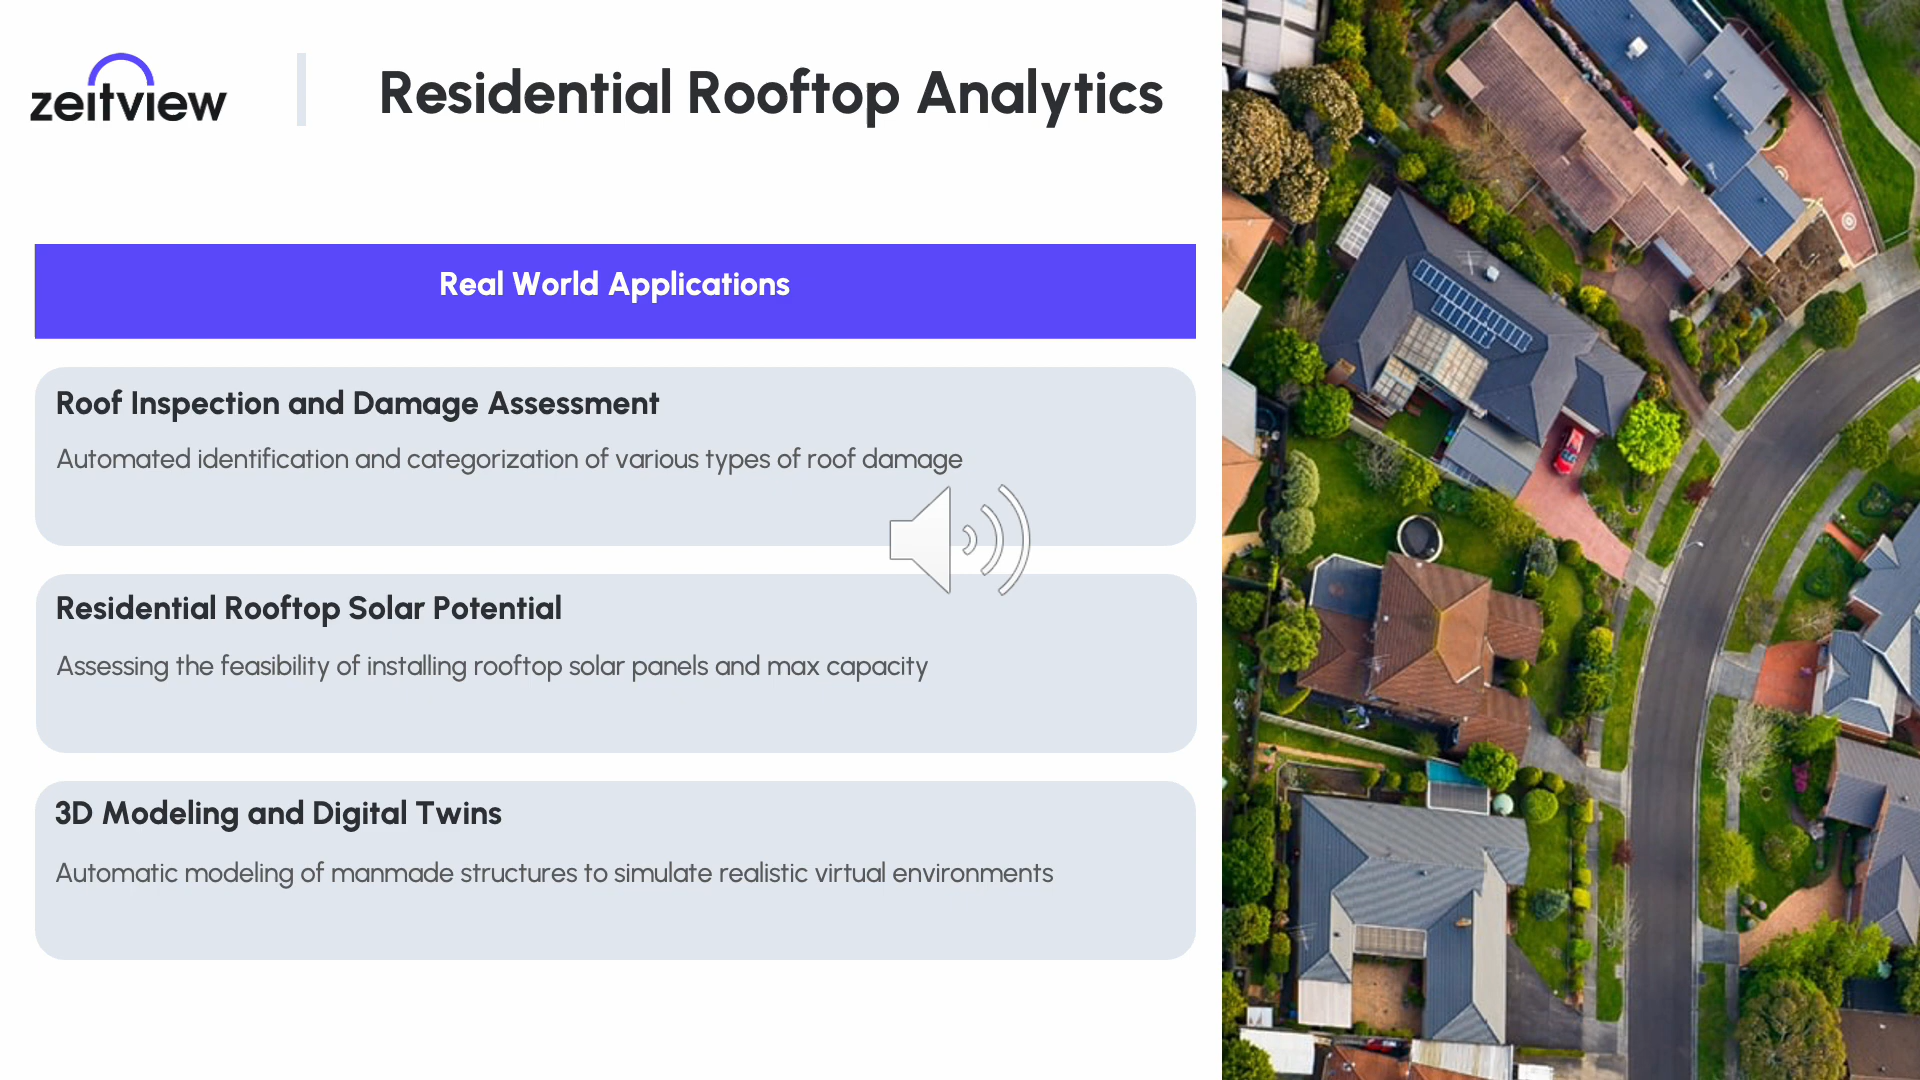 zeitview
Residential Rooftop Analytics
Real World Applications
Roof Inspection and Damage Assessment
Automated identification and categorization of various types of roof damage
Residential Rooftop Solar Potential
Assessing the feasibility of installing rooftop solar panels and max capacity
3D Modeling and Digital Twins
Automatic modeling of manmade structures to simulate realistic virtual environments